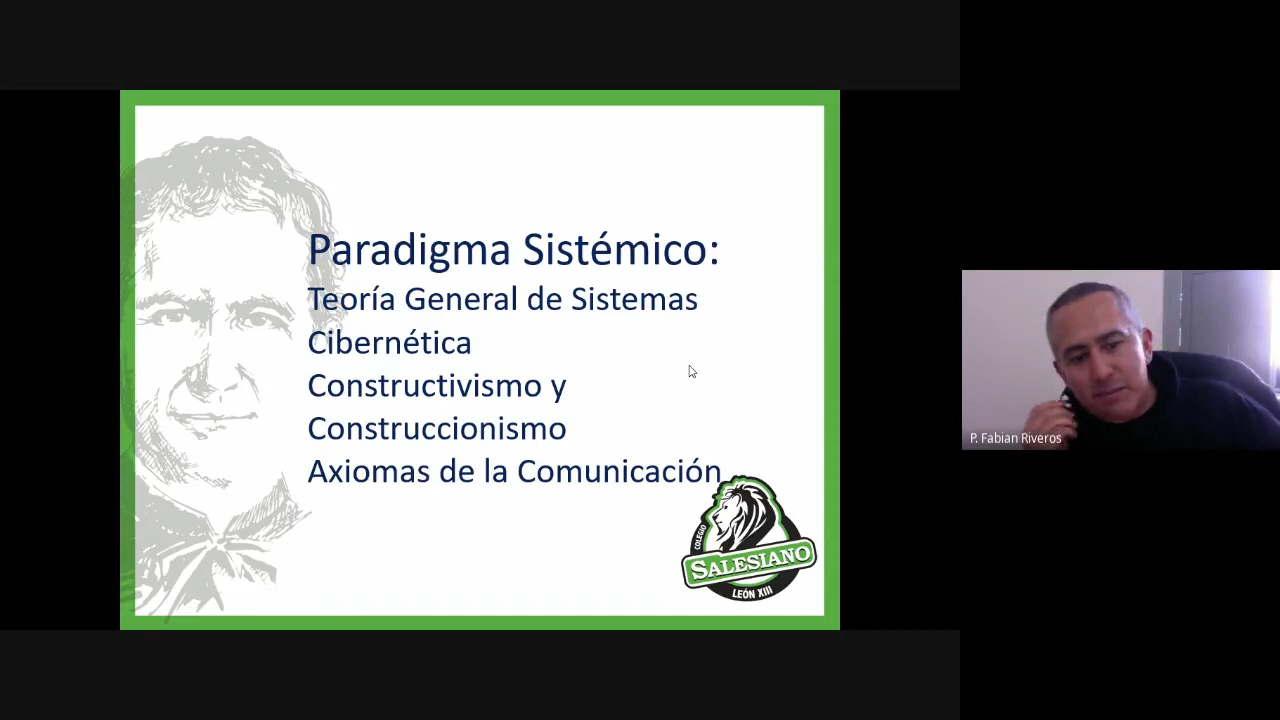 Paradigma Sistémico:
Teoría General de Sistemas
Cibernética
Constructivismo y
Construccionismo
Axiomas de la Comunicación
COLEGIO
SALESIANO
LEÓN XIII
P. Fabian Riveros